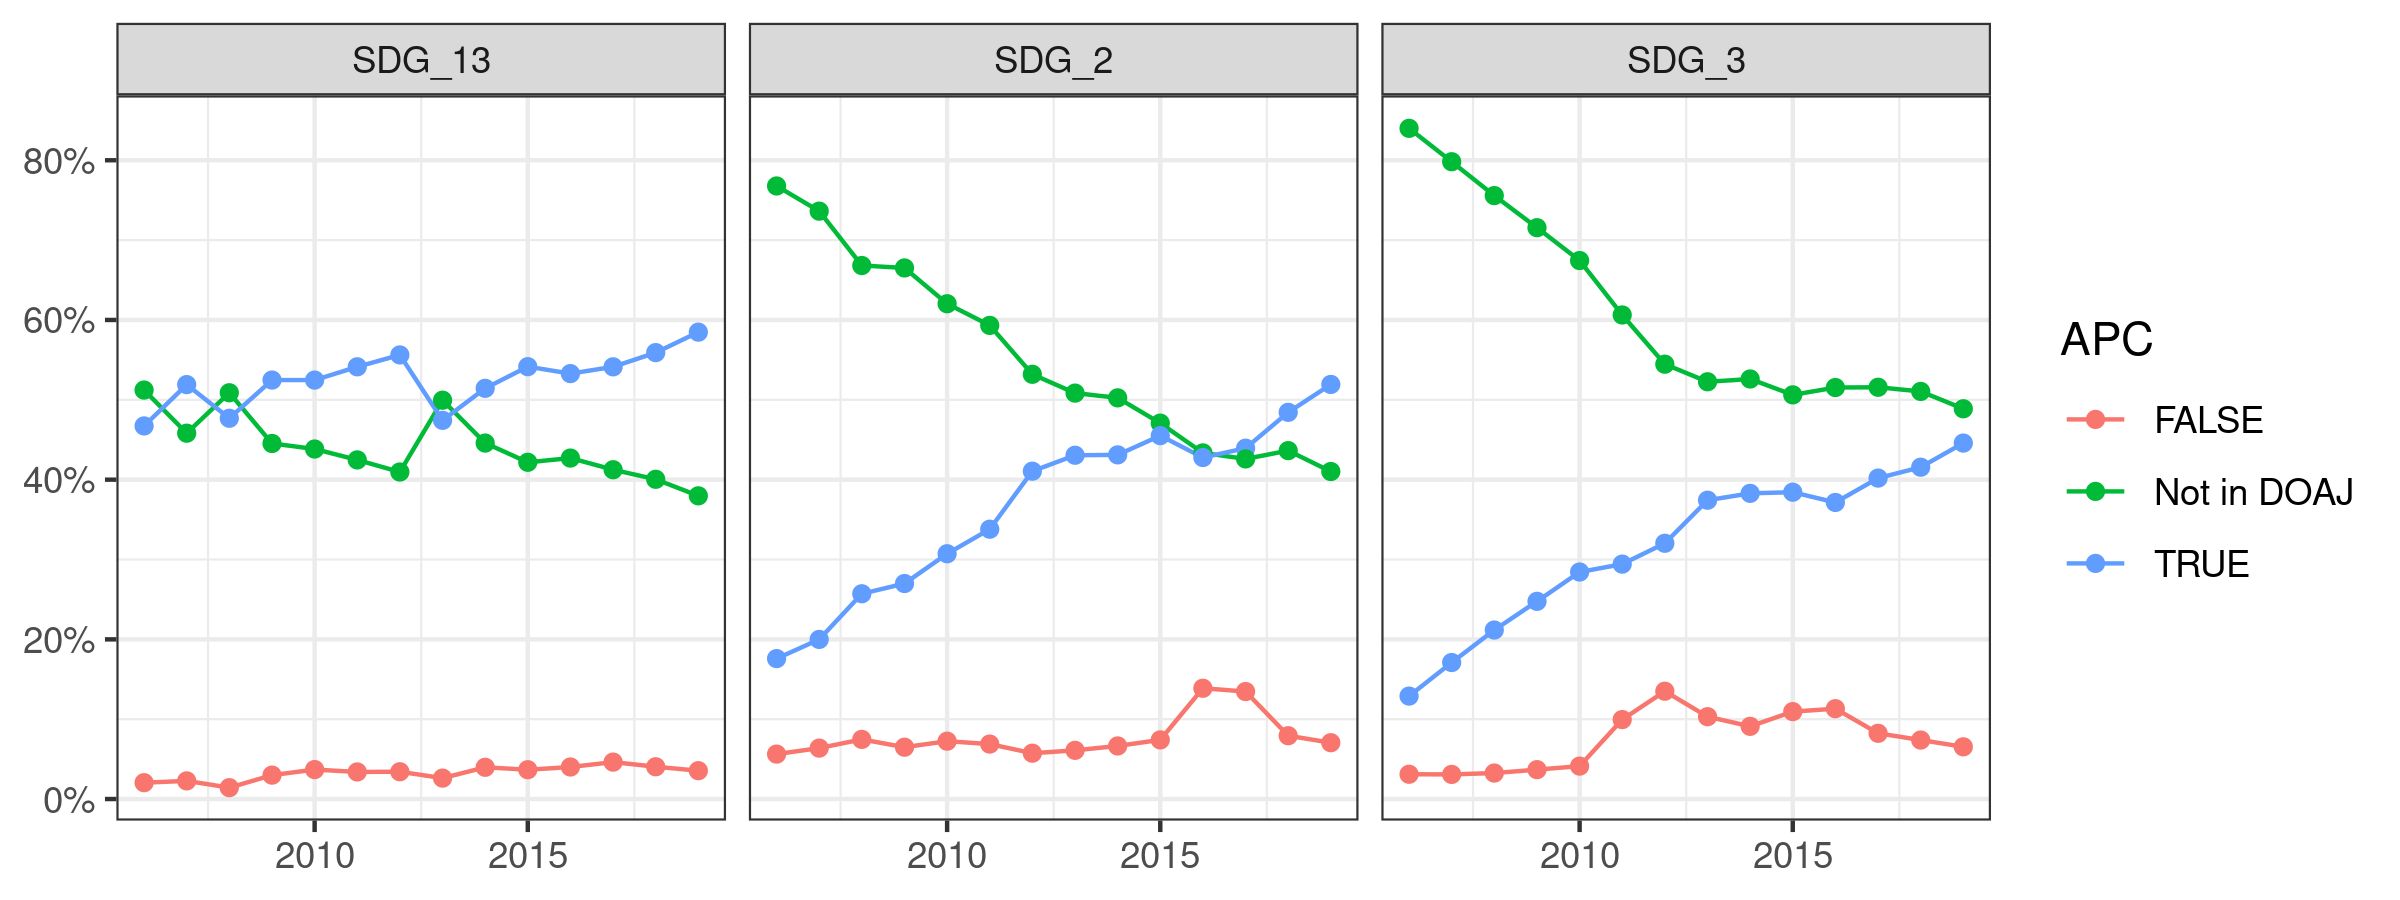 SDG_13
SDG_2
SDG_3
80%
60%
40%
20%
0%
2010 2015
2010 2015
2010 2015
APC
FALSE
Not in DOAJ
TRUE